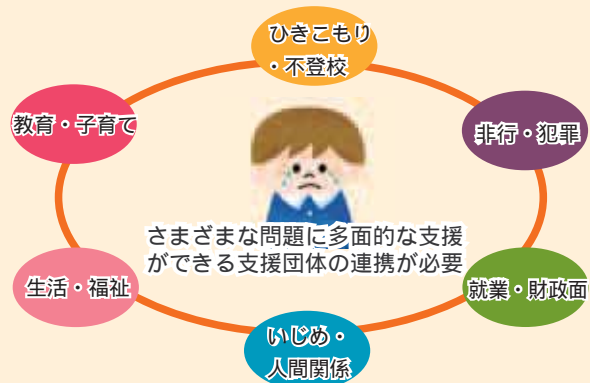 ひきこもり
・不登校
教育・子育て
非行・犯罪
さまざまな問題に多面的な支援
ができる支援団体の連携が必要
生活・福祉
就業・財政面
いじめ・
人間関係